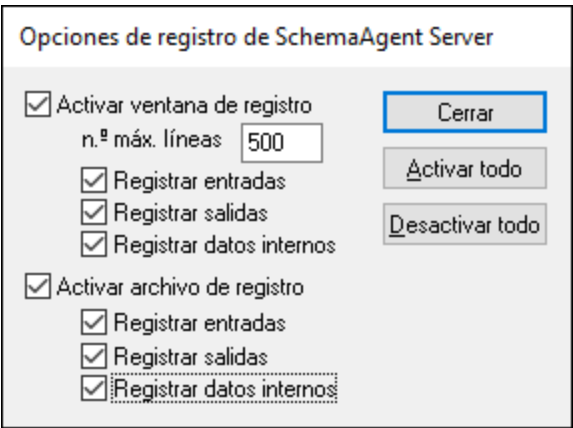 Opciones de registro de SchemaAgent Server
Activar ventana de registro
n.º máx. líneas 500
Registrar entradas
Registrar salidas
Registrar datos internos
Activar archivo de registro
Registrar entradas
Registrar salidas
Registrar datos internos
Cerrar
Activar todo
Desactivar todo